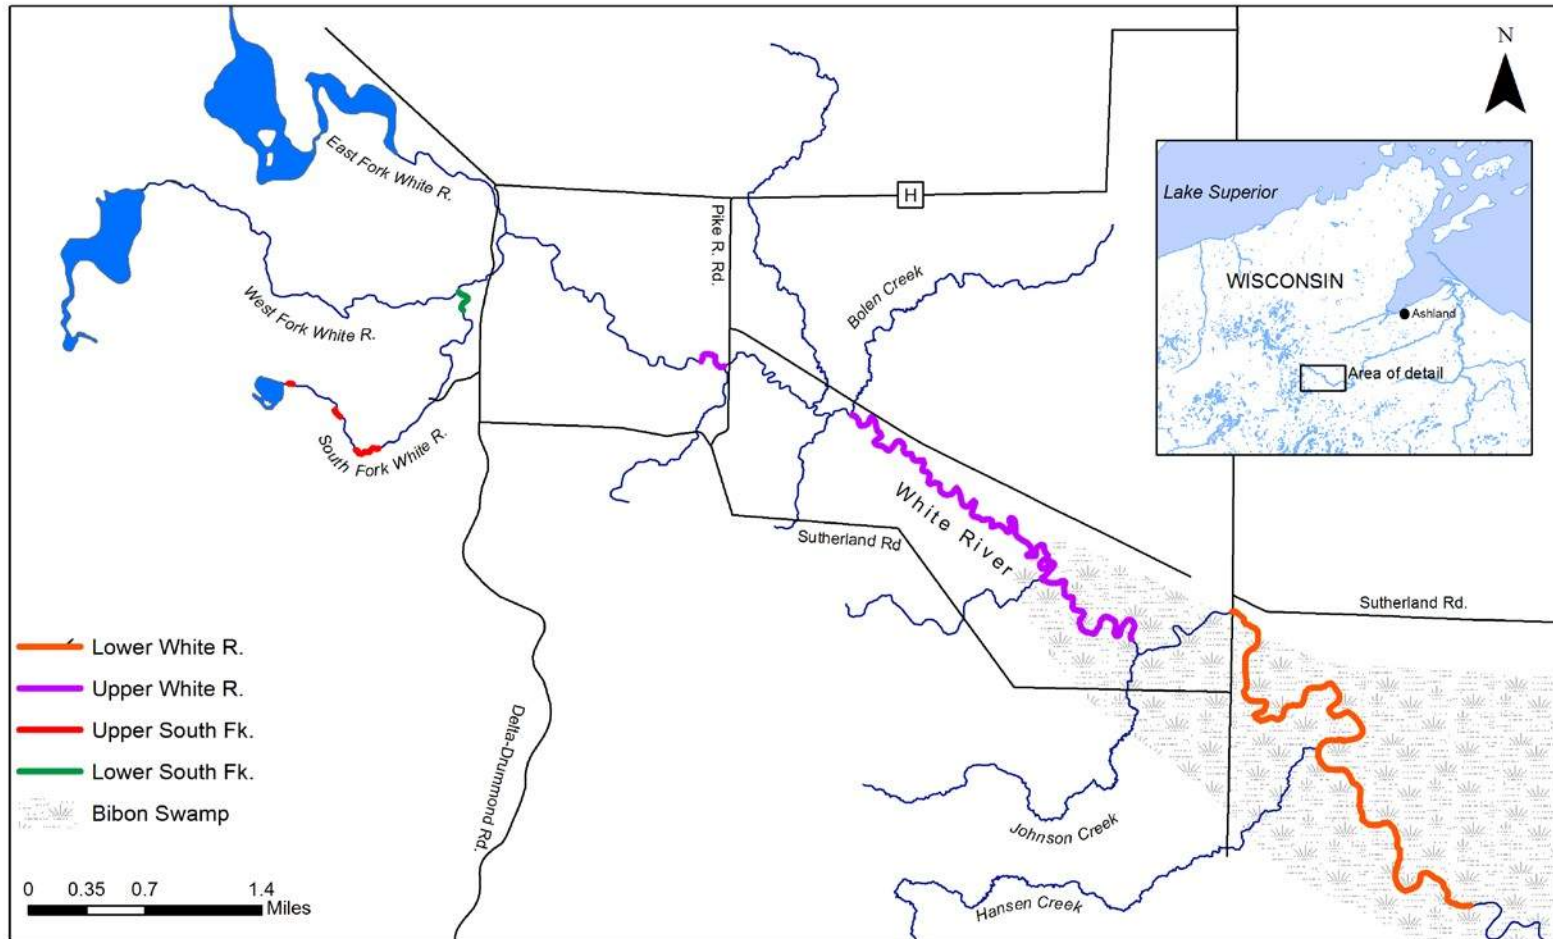 N
East Fork White R.
H
Pike R. Rd.
Lake Superior
WISCONSIN
Ashland
Area of detail
Bolen Creek
West Fork White R.
South Fork White R.
White River
Sutherland Rd
Sutherland Rd.
Delta-Drummond Rd.
Johnson Creek
Hansen Creek
Lower White R.
Upper White R.
Upper South Fk.
Lower South Fk.
Bibon Swamp
0 0.35 0.7 1.4
Miles